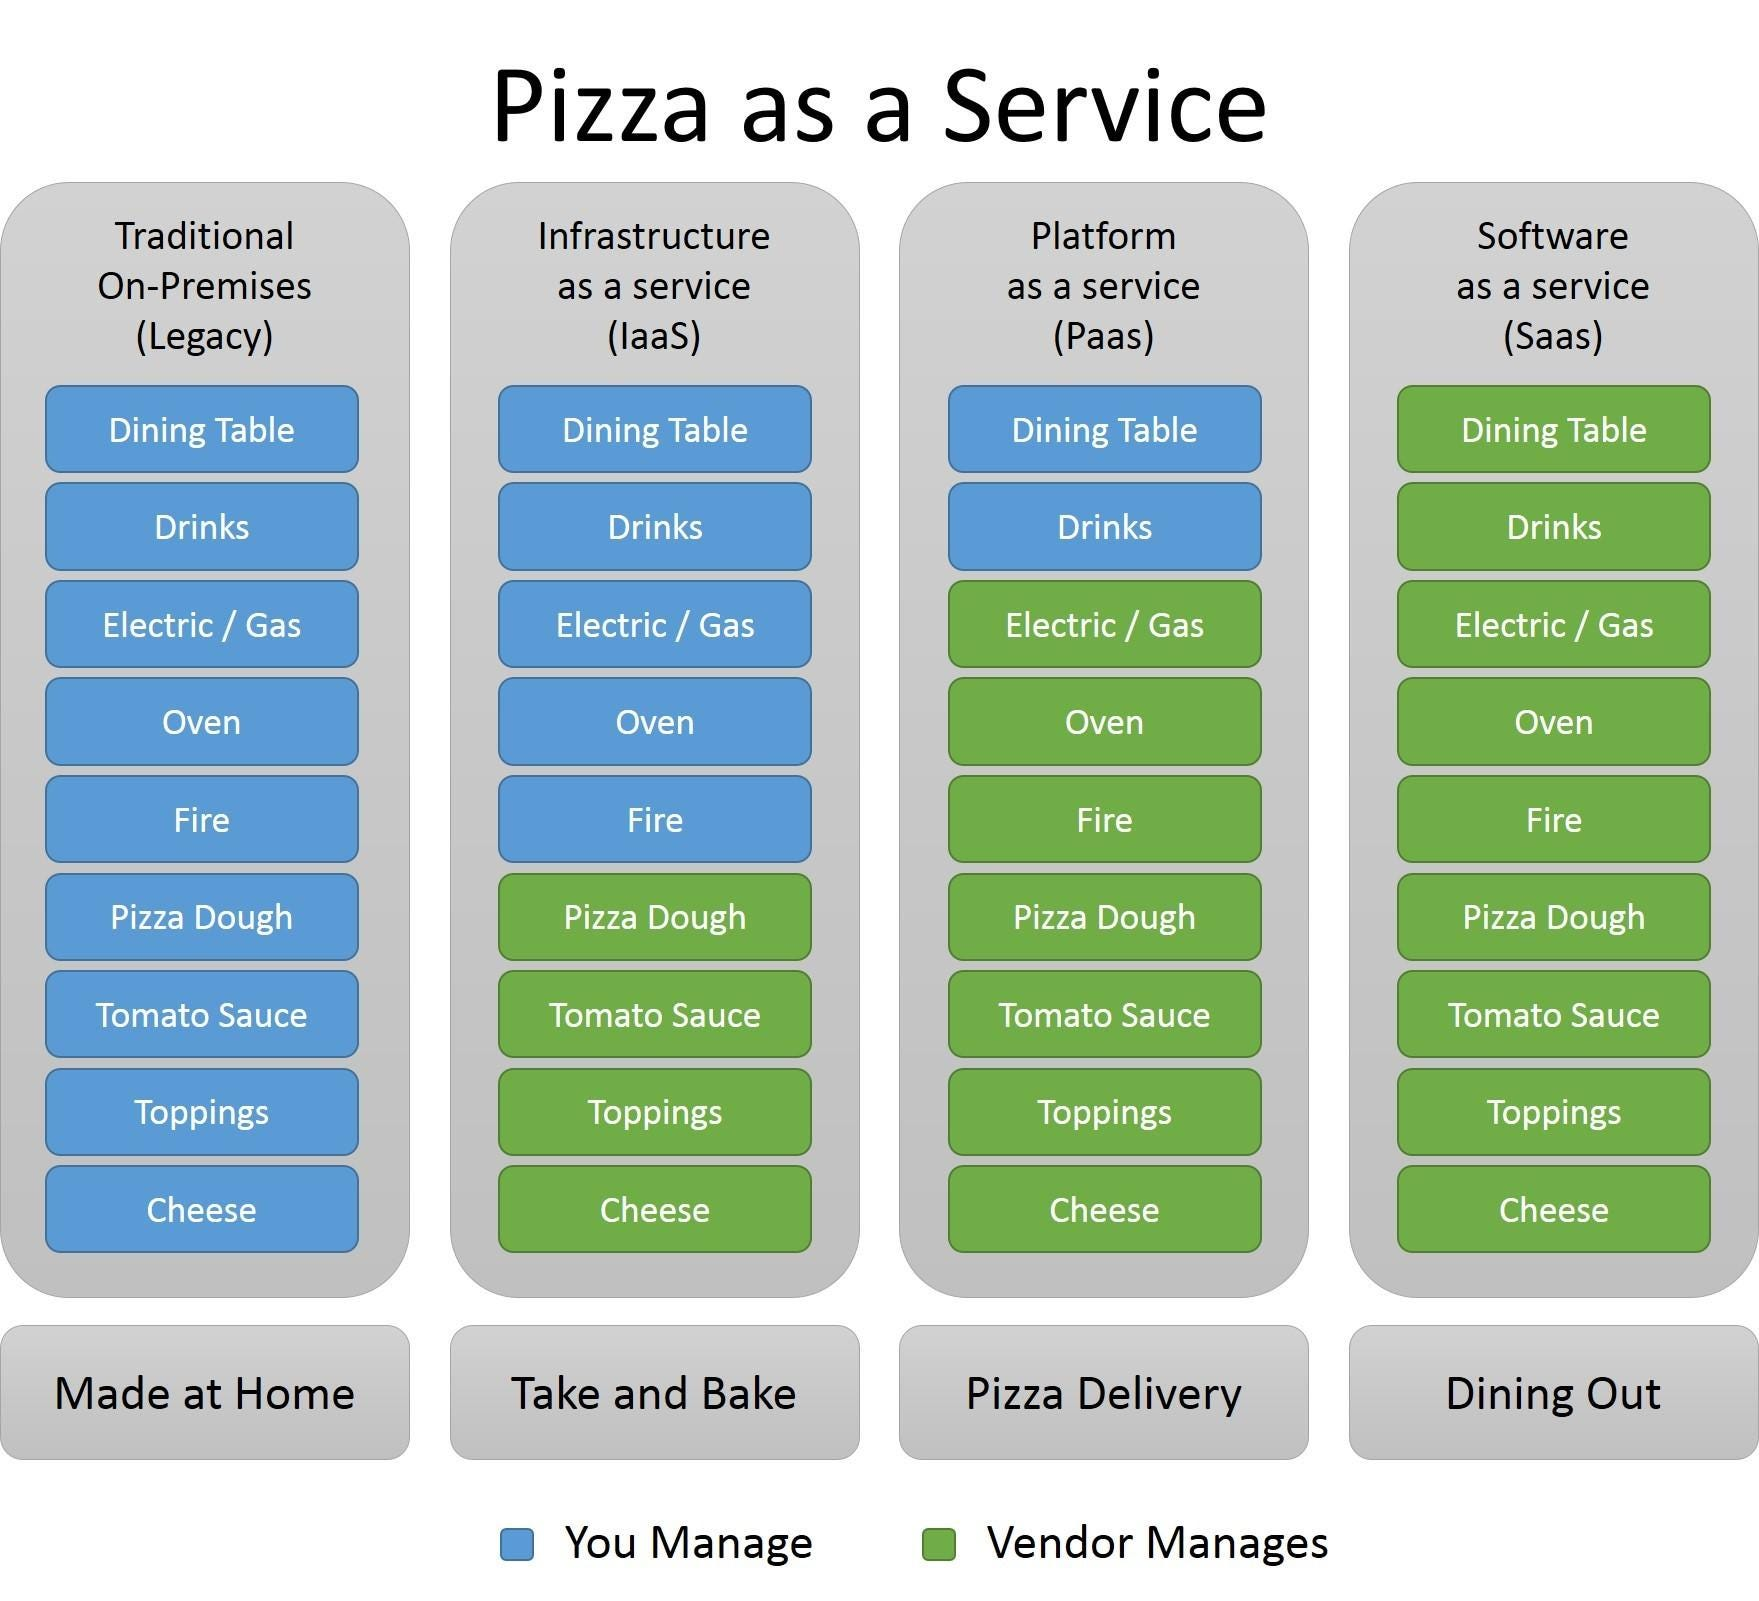 Pizza as a Service
Traditional
On-Premises
(Legacy)
Dining Table
Drinks
Electric / Gas
Oven
Fire
Pizza Dough
Tomato Sauce
Toppings
Cheese
Made at Home
Infrastructure
as a service
(IaaS)
Dining Table
Drinks
Electric / Gas
Oven
Fire
Pizza Dough
Tomato Sauce
Toppings
Cheese
Take and Bake
Platform
as a service
(Paas)
Dining Table
Drinks
Electric / Gas
Oven
Fire
Pizza Dough
Tomato Sauce
Toppings
Cheese
Pizza Delivery
Software
as a service
(Saas)
Dining Table
Drinks
Electric / Gas
Oven
Fire
Pizza Dough
Tomato Sauce
Toppings
Cheese
Dining Out
You Manage
Vendor Manages